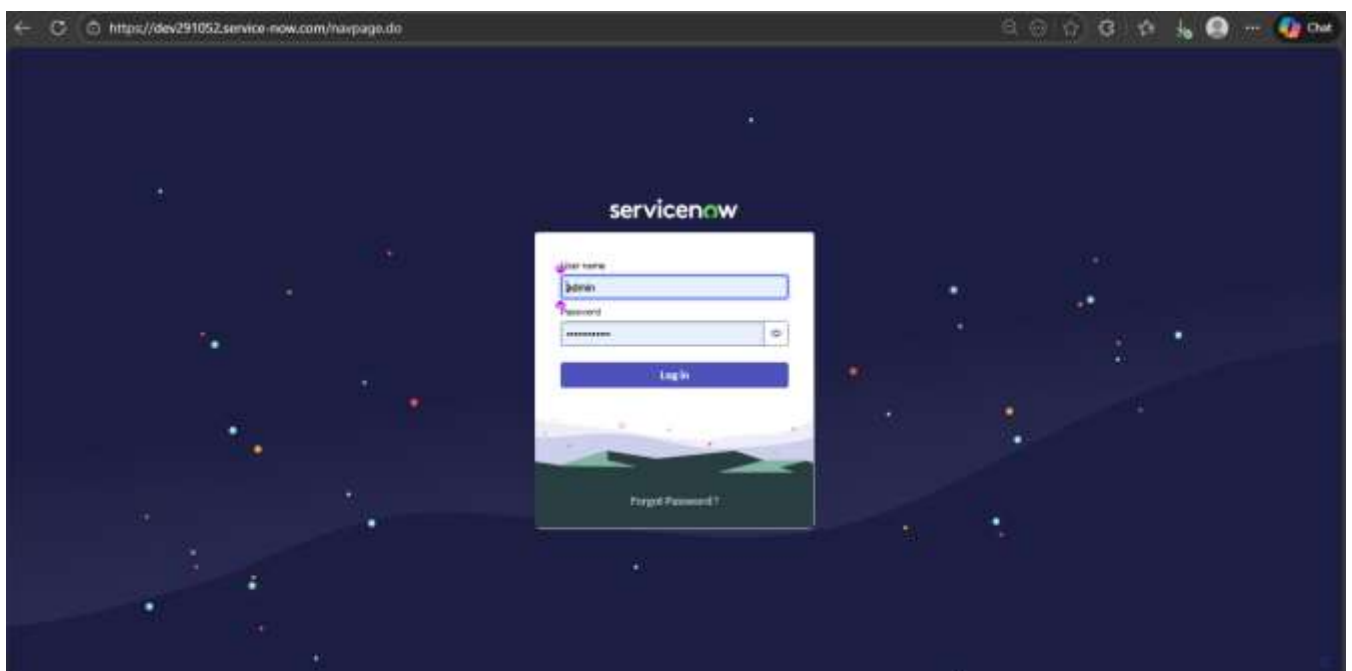 https://dev291052.service-now.com/navpage.do
Chat
servicenow
User name
admin
Password
Log in
Forgot Password ?